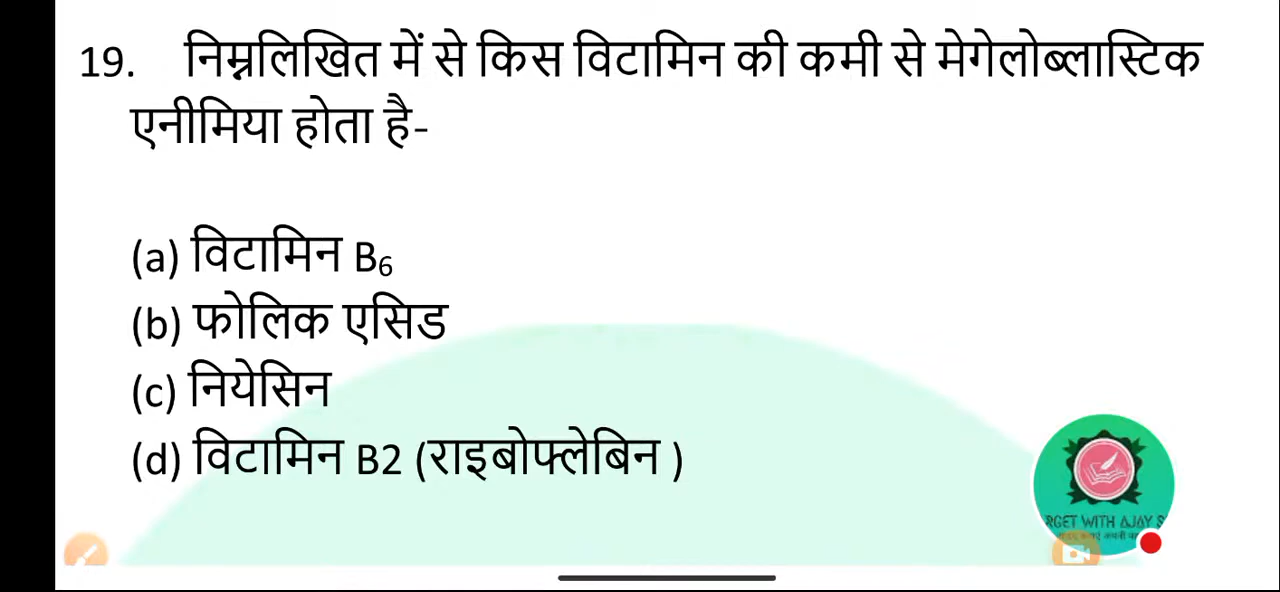 19. निम्नलिखित में से किस विटामिन की कमी से मेगेलोब्लास्टिक
एनीमिया होता है-
(a) विटामिन B₆
(b) फोलिक एसिड
(c) नियेसिन
(d) विटामिन B2 (राइबोफ्लेबिन )
RGET WITH AJAY S